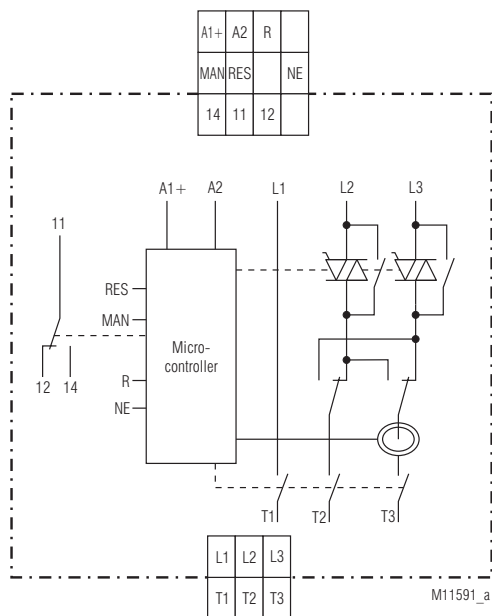 A1+ A2 R
MAN RES NE
14 11 12
A1+ A2 L1 L2 L3
11
RES
MAN
Micro-
controller
12 14
R
NE
T1 T2 T3
L1 L2 L3
T1 T2 T3
M11591_a